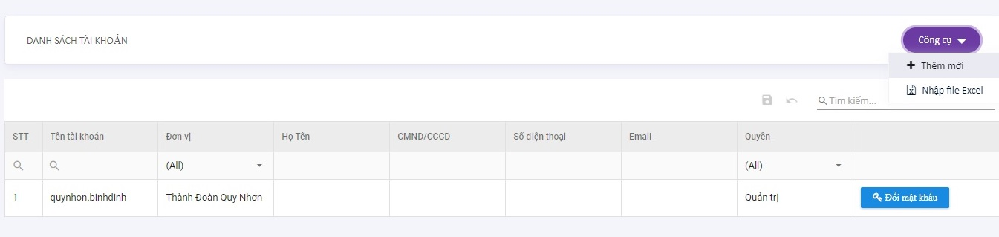 DANH SÁCH TÀI KHOẢN
Công cụ
Thêm mới
Nhập file Excel
Tìm kiếm...
STT Tên tài khoản Đơn vị Họ Tên CMND/CCCD Số điện thoại Email Quyền
(All) (All)
1 quynhon.binhdinh Thành Đoàn Quy Nhơn Quản trị Đổi mật khẩu